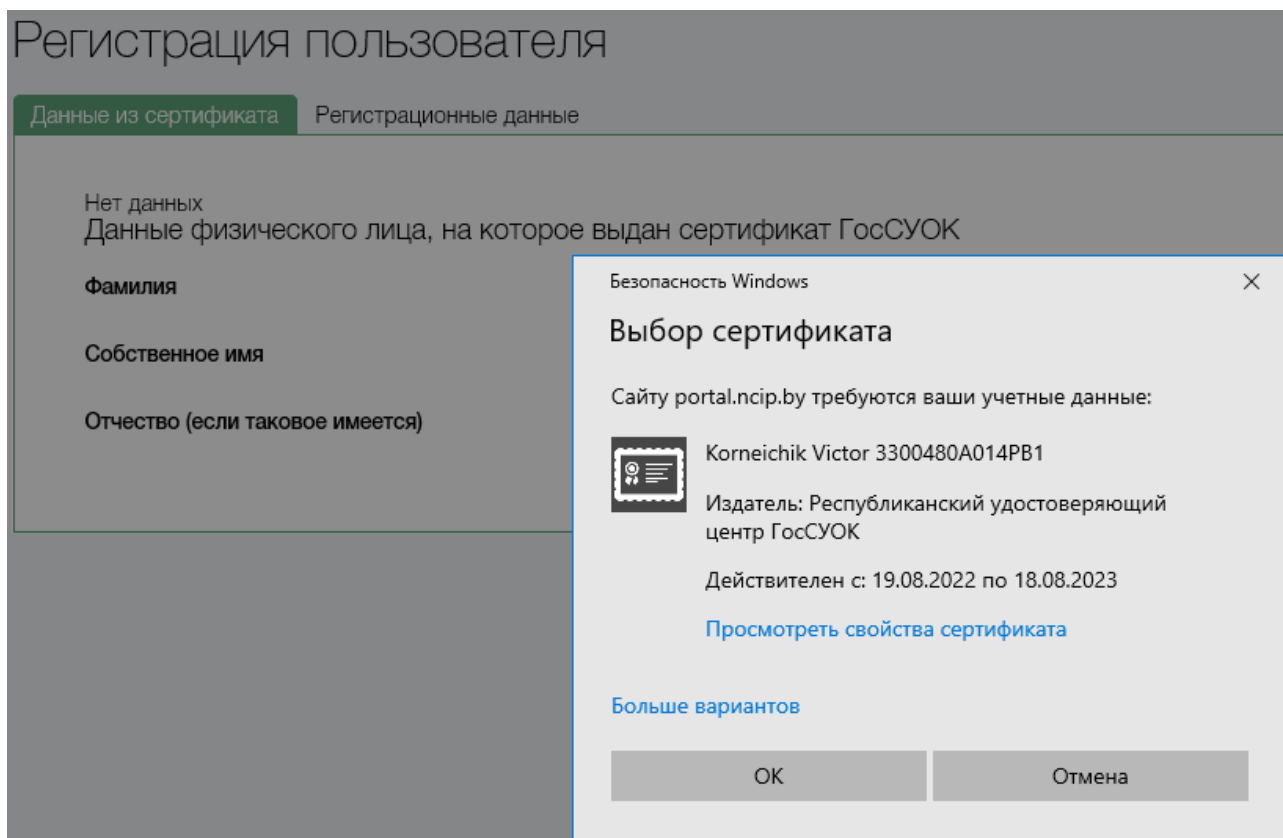 Регистрация пользователя
Данные из сертификата Регистрационные данные
Нет данных
Данные физического лица, на которое выдан сертификат ГосСУОК
Фамилия
Собственное имя
Отчество (если таковое имеется)
Безопасность Windows
Выбор сертификата
Сайту portal.ncip.by требуются ваши учетные данные:
Korneichik Victor 3300480A014PB1
Издатель: Республиканский удостоверяющий
центр ГосСУОК
Действителен с: 19.08.2022 по 18.08.2023
Просмотреть свойства сертификата
Больше вариантов
ОК Отмена